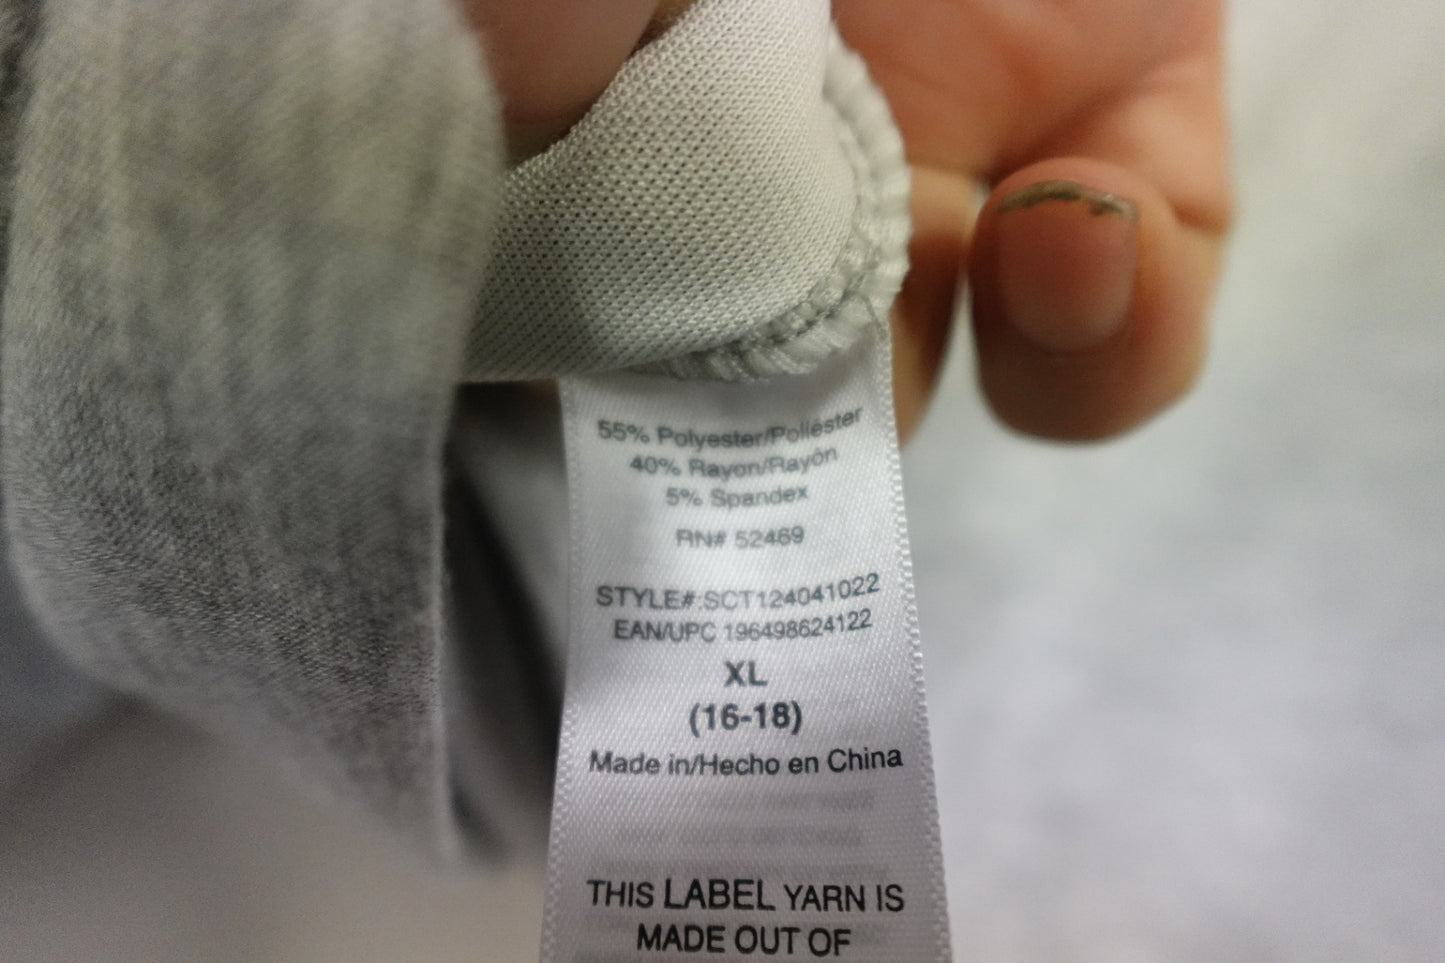 55% Polyester/Poliéster
40% Rayon/Rayón
5% Spandex
RN# 52469
STYLE#:SCT124041022
EAN/UPC 196498624122
XL
(16-18)
Made in/Hecho en China
THIS LABEL YARN IS
MADE OUT OF